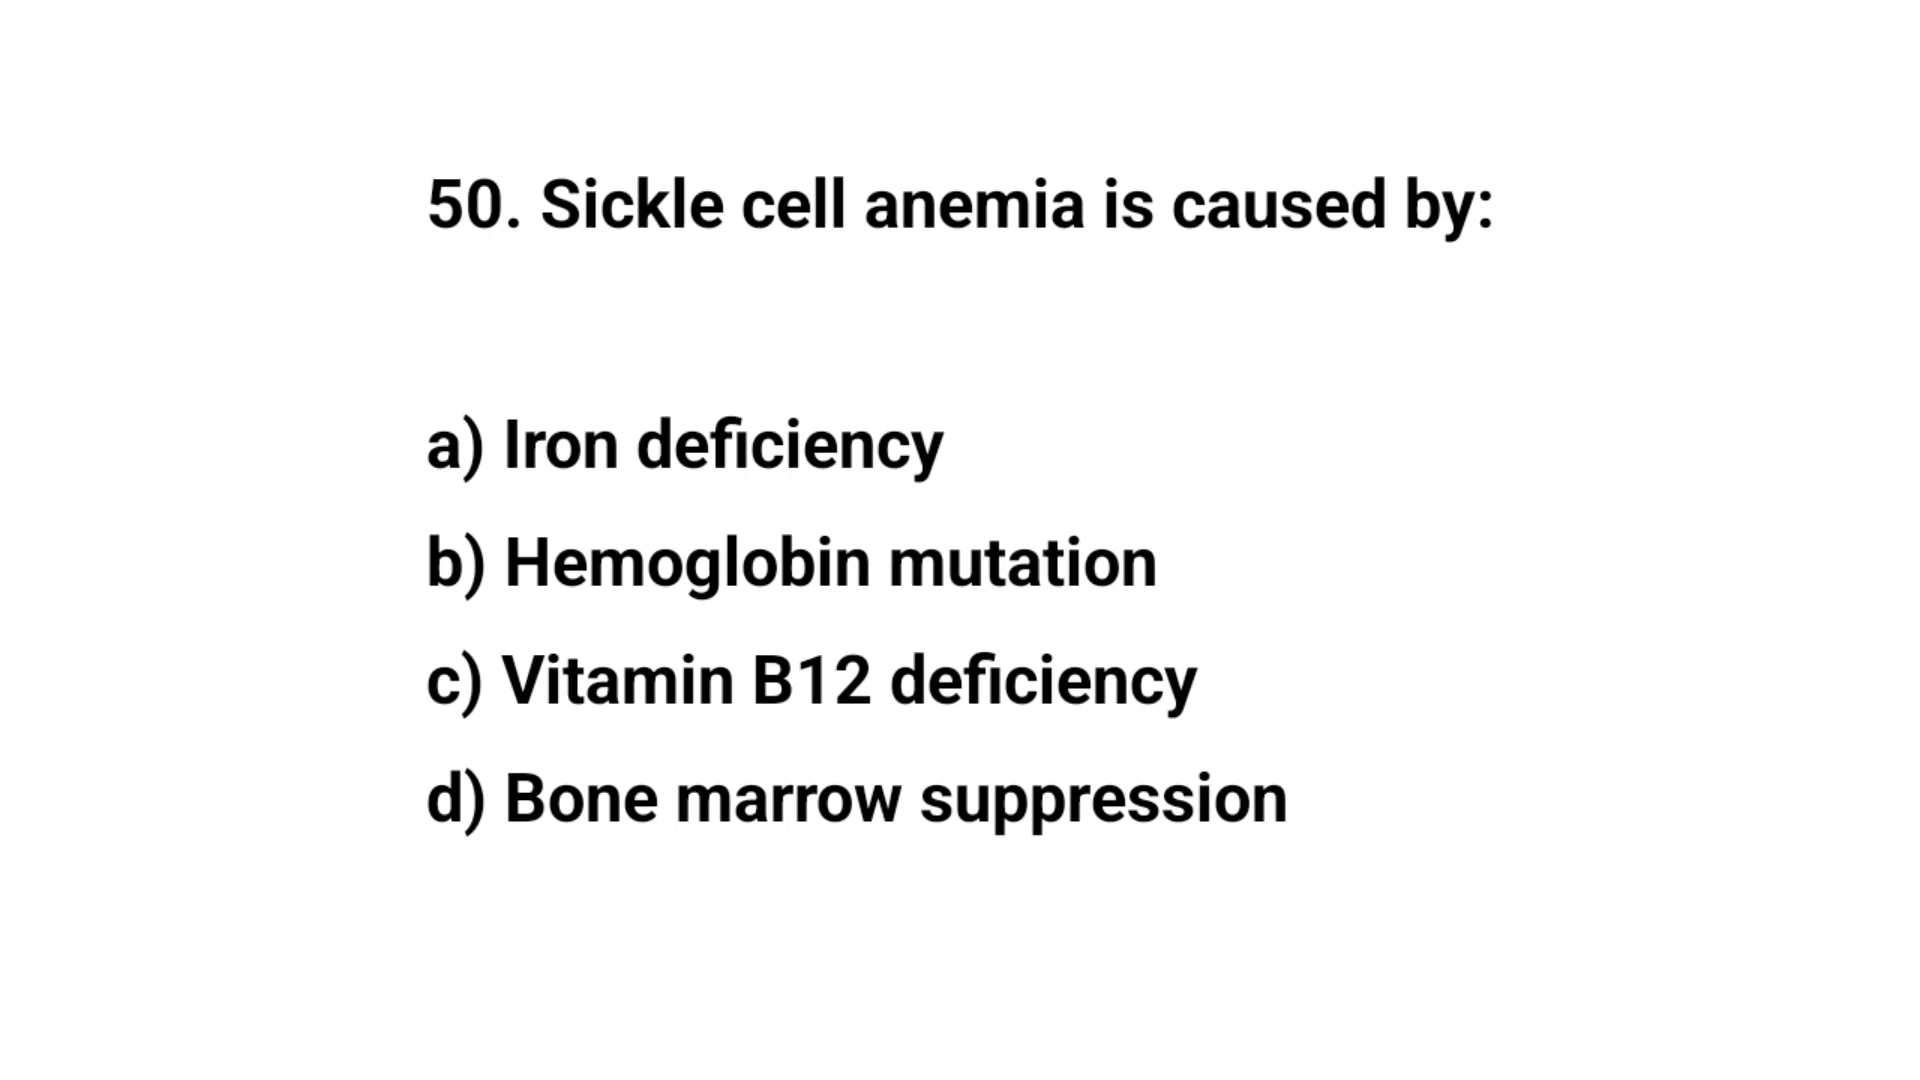 50. Sickle cell anemia is caused by:
a) Iron deficiency
b) Hemoglobin mutation
c) Vitamin B12 deficiency
d) Bone marrow suppression